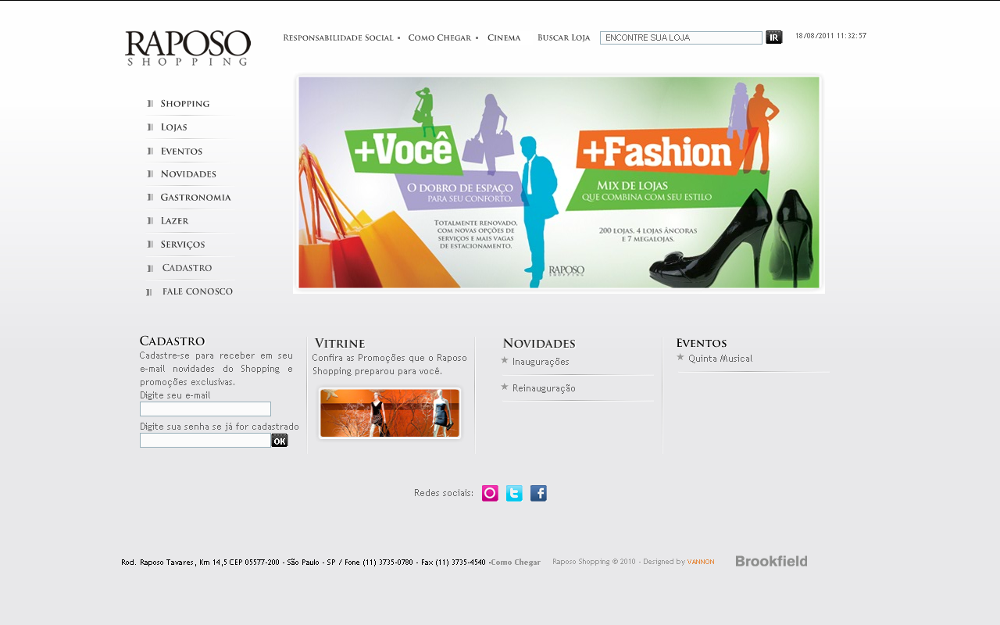 RAPOSO
SHOPPING
RESPONSABILIDADE SOCIAL
COMO CHEGAR
CINEMA
BUSCAR LOJA
ENCONTRE SUA LOJA
IR
18/08/2011 11:32:57
SHOPPING
LOJAS
EVENTOS
NOVIDADES
GASTRONOMIA
LAZER
SERVIÇOS
CADASTRO
FALE CONOSCO
+Você
O DOBRO DE ESPAÇO
PARA SEU CONFORTO.
TOTALMENTE RENOVADO,
COM NOVAS OPÇÕES DE
SERVIÇOS E MAIS VAGAS
DE ESTACIONAMENTO.
+Fashion
MIX DE LOJAS
QUE COMBINA COM SEU ESTILO
200 LOJAS, 4 LOJAS ÂNCORAS
E 7 MEGALOJAS.
RAPOSO
SHOPPING
CADASTRO
Cadastre-se para receber em seu
e-mail novidades do Shopping e
promoções exclusivas.
Digite seu e-mail
Digite sua senha se já for cadastrado
OK
VITRINE
Confira as Promoções que o Raposo
Shopping preparou para você.
NOVIDADES
Inaugurações
Reinauguração
EVENTOS
Quinta Musical
Redes sociais:
Rod. Raposo Tavares, Km 14,5 CEP 05577-200 - São Paulo - SP / Fone (11) 3735-0780 - Fax (11) 3735-4540 -Como Chegar
Raposo Shopping © 2010 - Designed by VANNON
Brookfield